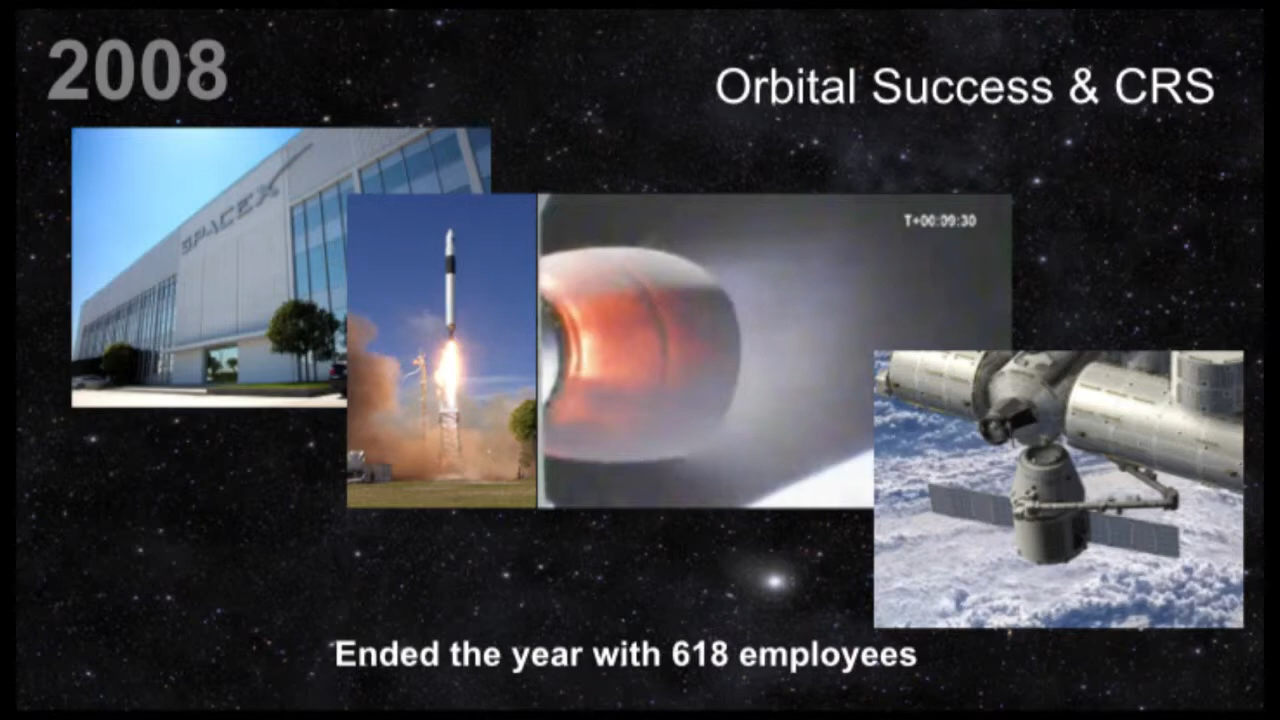 2008
Orbital Success & CRS
SPACEX
T+00:09:30
Ended the year with 618 employees